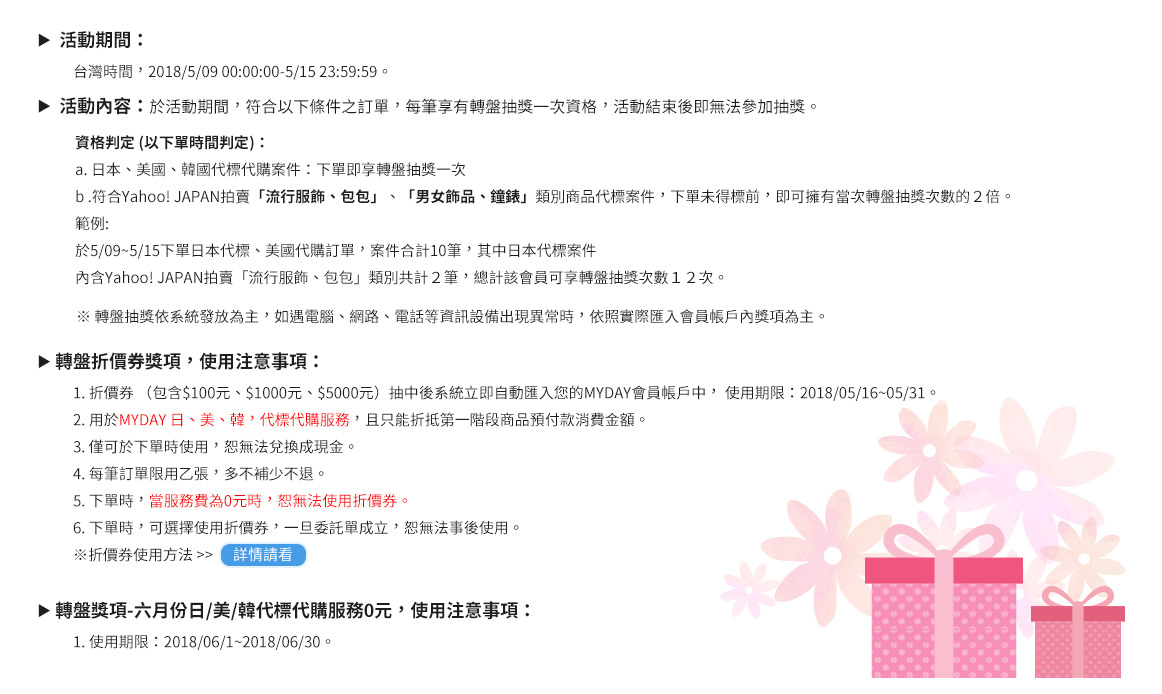 ▶ 活動期間：
台灣時間，2018/5/09 00:00:00-5/15 23:59:59。
▶ 活動內容：於活動期間，符合以下條件之訂單，每筆享有轉盤抽獎一次資格，活動結束後即無法參加抽獎。
資格判定 (以下單時間判定)：
a. 日本、美國、韓國代標代購案件：下單即享轉盤抽獎一次
b .符合Yahoo! JAPAN拍賣「流行服飾、包包」、「男女飾品、鐘錶」類別商品代標案件，下單未得標前，即可擁有當次轉盤抽獎次數的２倍。
範例:
於5/09~5/15下單日本代標、美國代購訂單，案件合計10筆，其中日本代標案件
內含Yahoo! JAPAN拍賣「流行服飾、包包」類別共計２筆，總計該會員可享轉盤抽獎次數１２次。
※ 轉盤抽獎依系統發放為主，如遇電腦、網路、電話等資訊設備出現異常時，依照實際匯入會員帳戶內獎項為主。
▶ 轉盤折價券獎項，使用注意事項：
1. 折價券 （包含$100元、$1000元、$5000元）抽中後系統立即自動匯入您的MYDAY會員帳戶中， 使用期限：2018/05/16~05/31。
2. 用於MYDAY 日、美、韓，代標代購服務，且只能折抵第一階段商品預付款消費金額。
3. 僅可於下單時使用，恕無法兌換成現金。
4. 每筆訂單限用乙張，多不補少不退。
5. 下單時，當服務費為0元時，恕無法使用折價券。
6. 下單時，可選擇使用折價券，一旦委託單成立，恕無法事後使用。
※折價券使用方法 >> 詳情請看
▶ 轉盤獎項-六月份日/美/韓代標代購服務0元，使用注意事項：
1. 使用期限：2018/06/1~2018/06/30。